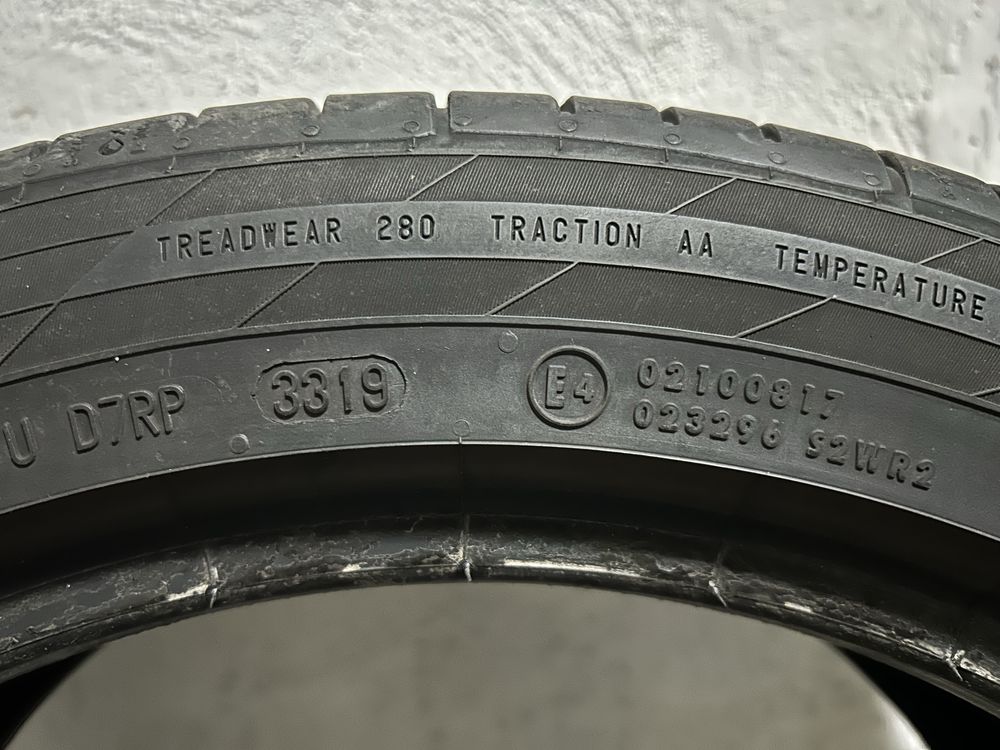 TREADWEAR 280 TRACTION AA TEMPERATURE
U D7RP 3319 E4 02100817
023296 S2WR2